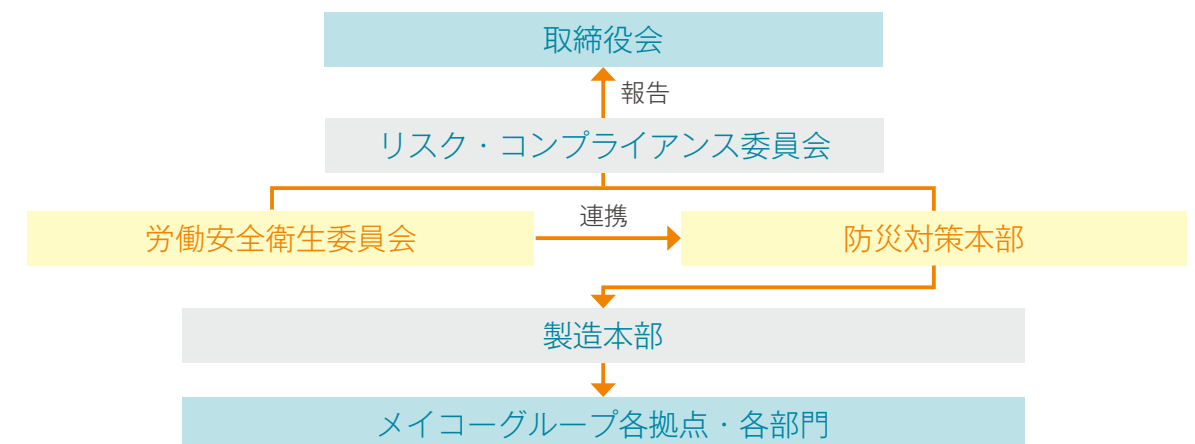 取締役会
報告
リスク・コンプライアンス委員会
労働安全衛生委員会
連携
防災対策本部
製造本部
メイコーグループ各拠点・各部門